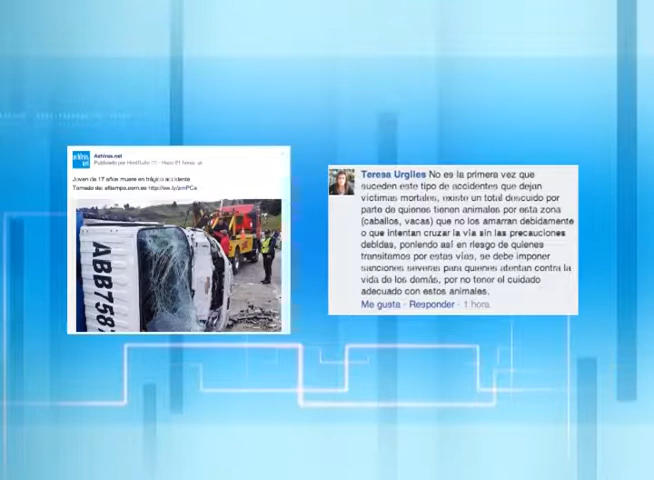 Joven de 17 años muere en trágico accidente
Tomado de: eltiempo.com.ec
ABB758
Teresa Urgiles No es la primera vez que
suceden este tipo de accidentes que dejan
víctimas mortales, existe un total descuido por
parte de quienes tienen animales por esta zona
(caballos, vacas) que no los amarran debidamente
o que intentan cruzar la vía sin las precauciones
debidas, poniendo así en riesgo de quienes
transitamos por estas vías, se debe imponer
sanciones severas para quienes atentan contra la
vida de los demás, por no tener el cuidado
adecuado con estos animales.
Me gusta · Responder · 1 hora